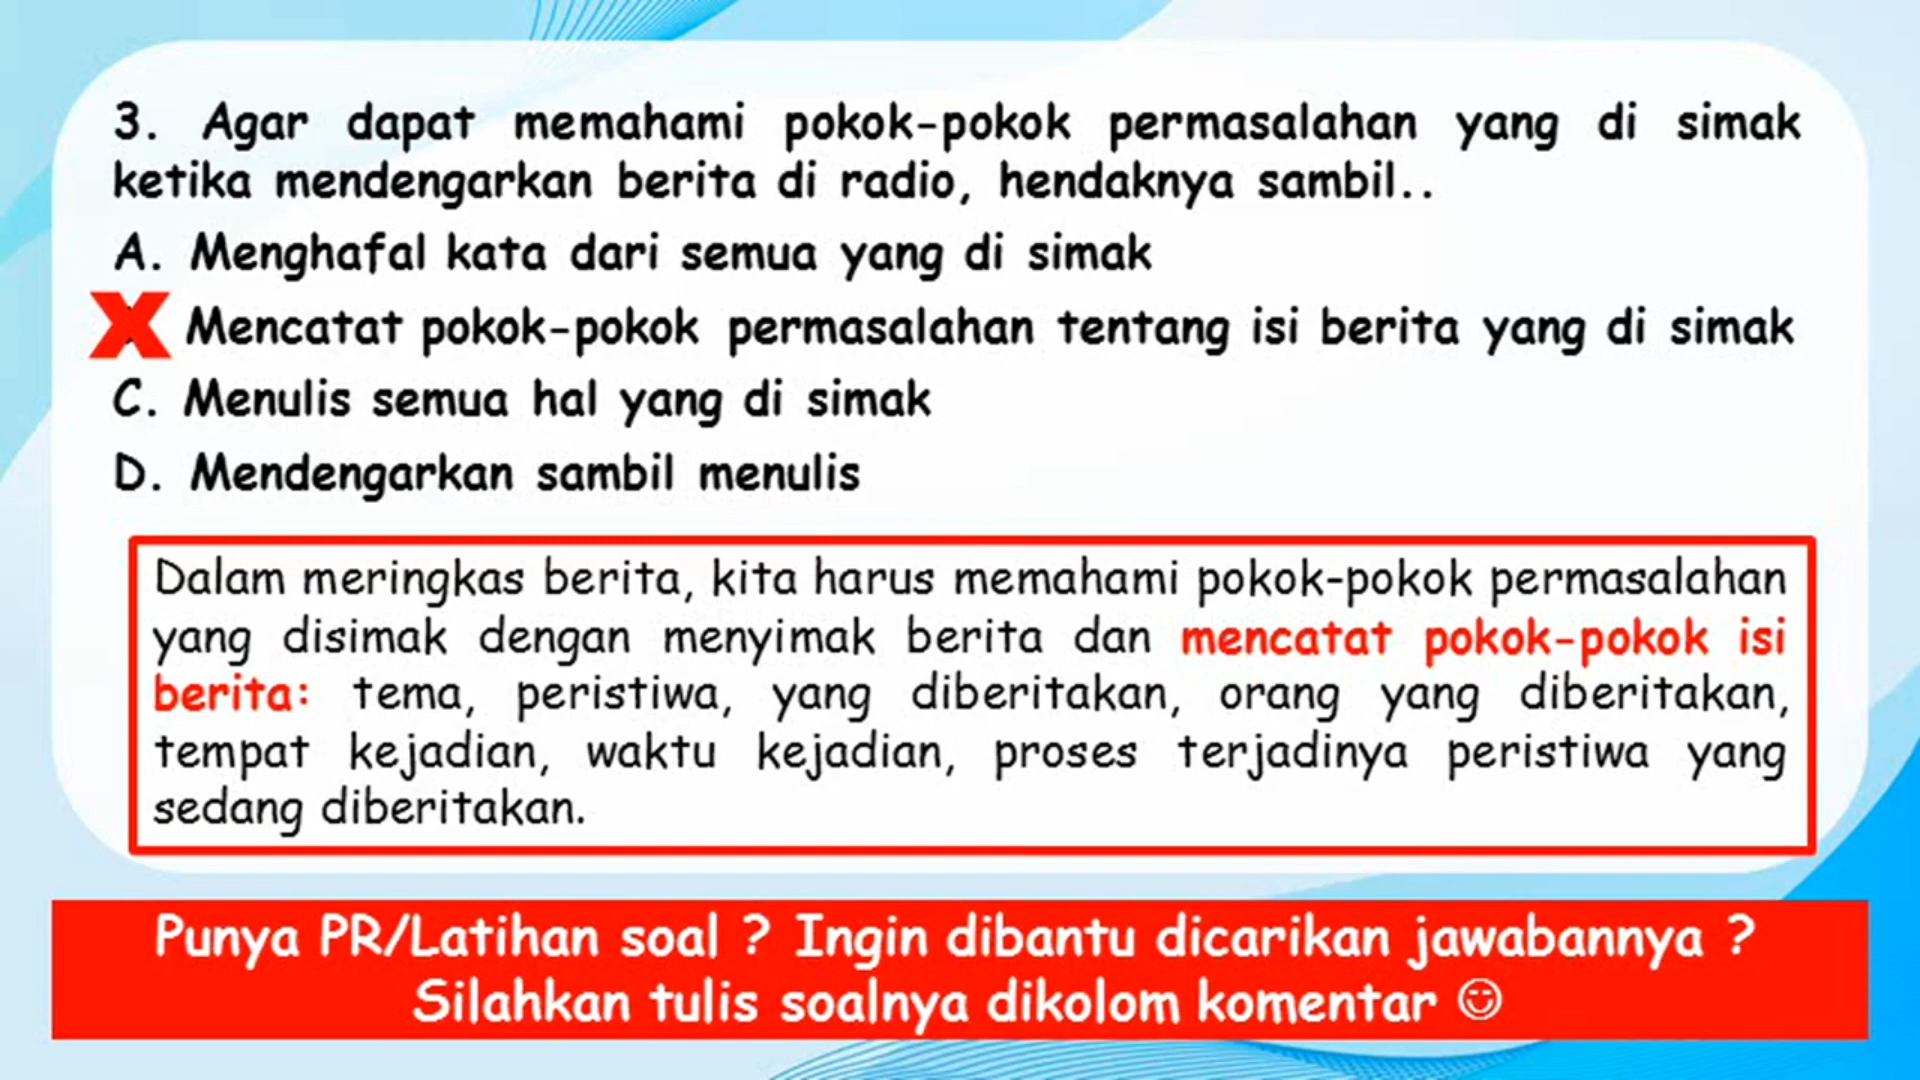 3. Agar dapat memahami pokok-pokok permasalahan yang di simak
ketika mendengarkan berita di radio, hendaknya sambil..
A. Menghafal kata dari semua yang di simak
X Mencatat pokok-pokok permasalahan tentang isi berita yang di simak
C. Menulis semua hal yang di simak
D. Mendengarkan sambil menulis
Dalam meringkas berita, kita harus memahami pokok-pokok permasalahan
yang disimak dengan menyimak berita dan mencatat pokok-pokok isi
berita: tema, peristiwa, yang diberitakan, orang yang diberitakan,
tempat kejadian, waktu kejadian, proses terjadinya peristiwa yang
sedang diberitakan.
Punya PR/Latihan soal ? Ingin dibantu dicarikan jawabannya ?
Silahkan tulis soalnya dikolom komentar ☺